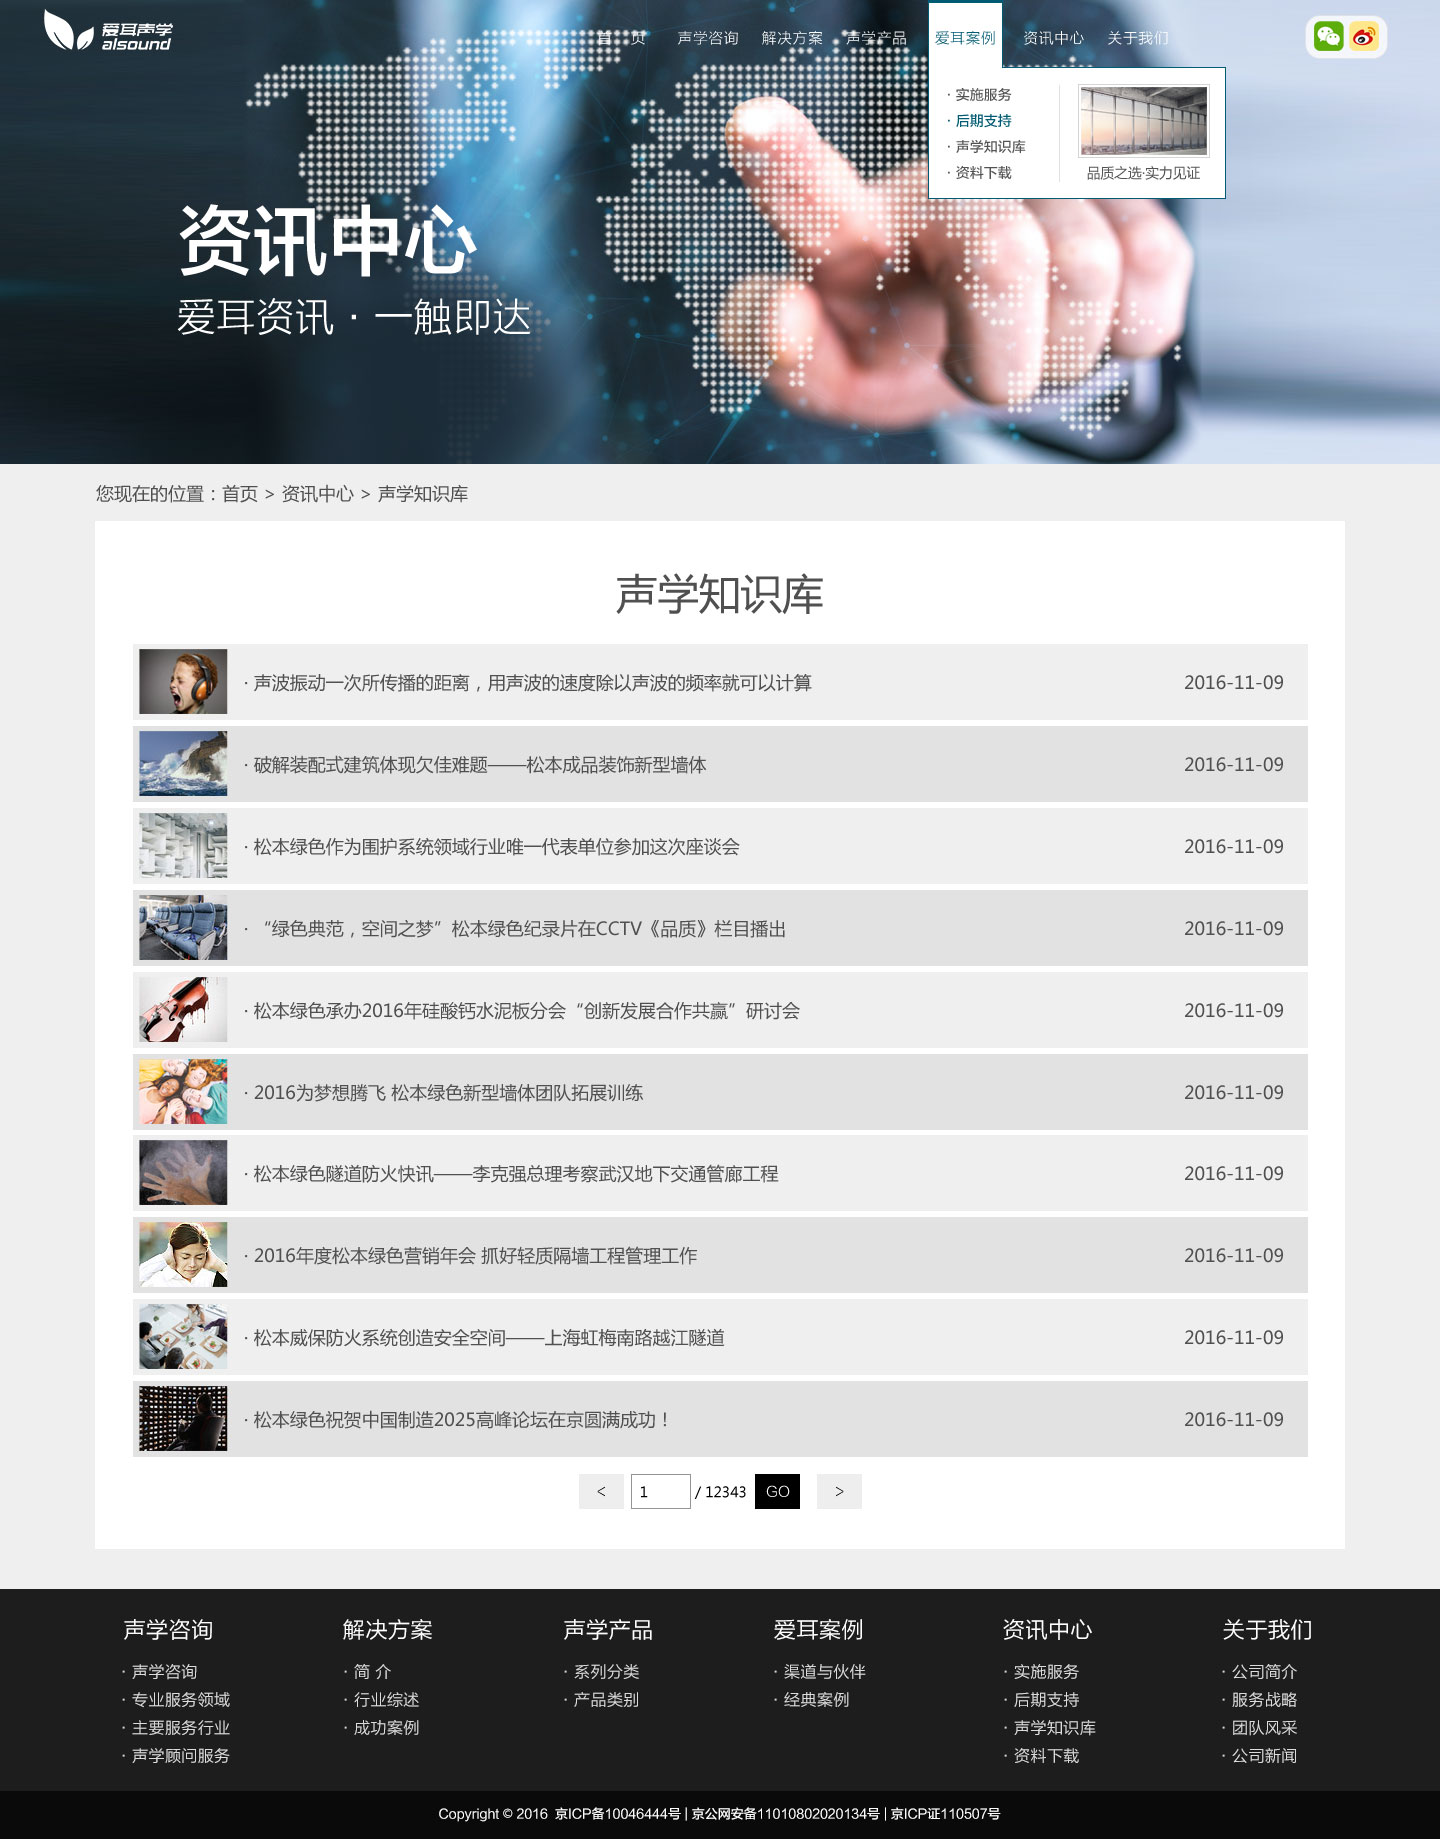 爱耳声学
alsound
首 页 声学咨询 解决方案 声学产品 爱耳案例 资讯中心 关于我们
· 实施服务
· 后期支持
· 声学知识库
· 资料下载
品质之选·实力见证
资讯中心
爱耳资讯 · 一触即达
您现在的位置：首页 > 资讯中心 > 声学知识库
声学知识库
· 声波振动一次所传播的距离，用声波的速度除以声波的频率就可以计算 2016-11-09
· 破解装配式建筑体现欠佳难题——松本成品装饰新型墙体 2016-11-09
· 松本绿色作为围护系统领域行业唯一代表单位参加这次座谈会 2016-11-09
· “绿色典范，空间之梦”松本绿色纪录片在CCTV《品质》栏目播出 2016-11-09
· 松本绿色承办2016年硅酸钙水泥板分会“创新发展合作共赢”研讨会 2016-11-09
· 2016为梦想腾飞 松本绿色新型墙体团队拓展训练 2016-11-09
· 松本绿色隧道防火快讯——李克强总理考察武汉地下交通管廊工程 2016-11-09
· 2016年度松本绿色营销年会 抓好轻质隔墙工程管理工作 2016-11-09
· 松本威保防火系统创造安全空间——上海虹梅南路越江隧道 2016-11-09
· 松本绿色祝贺中国制造2025高峰论坛在京圆满成功！ 2016-11-09
< 1 / 12343 GO >
声学咨询 解决方案 声学产品 爱耳案例 资讯中心 关于我们
· 声学咨询 · 简 介 · 系列分类 · 渠道与伙伴 · 实施服务 · 公司简介
· 专业服务领域 · 行业综述 · 产品类别 · 经典案例 · 后期支持 · 服务战略
· 主要服务行业 · 成功案例 · 声学知识库 · 团队风采
· 声学顾问服务 · 资料下载 · 公司新闻
Copyright © 2016 京ICP备10046444号 | 京公网安备11010802020134号 | 京ICP证110507号